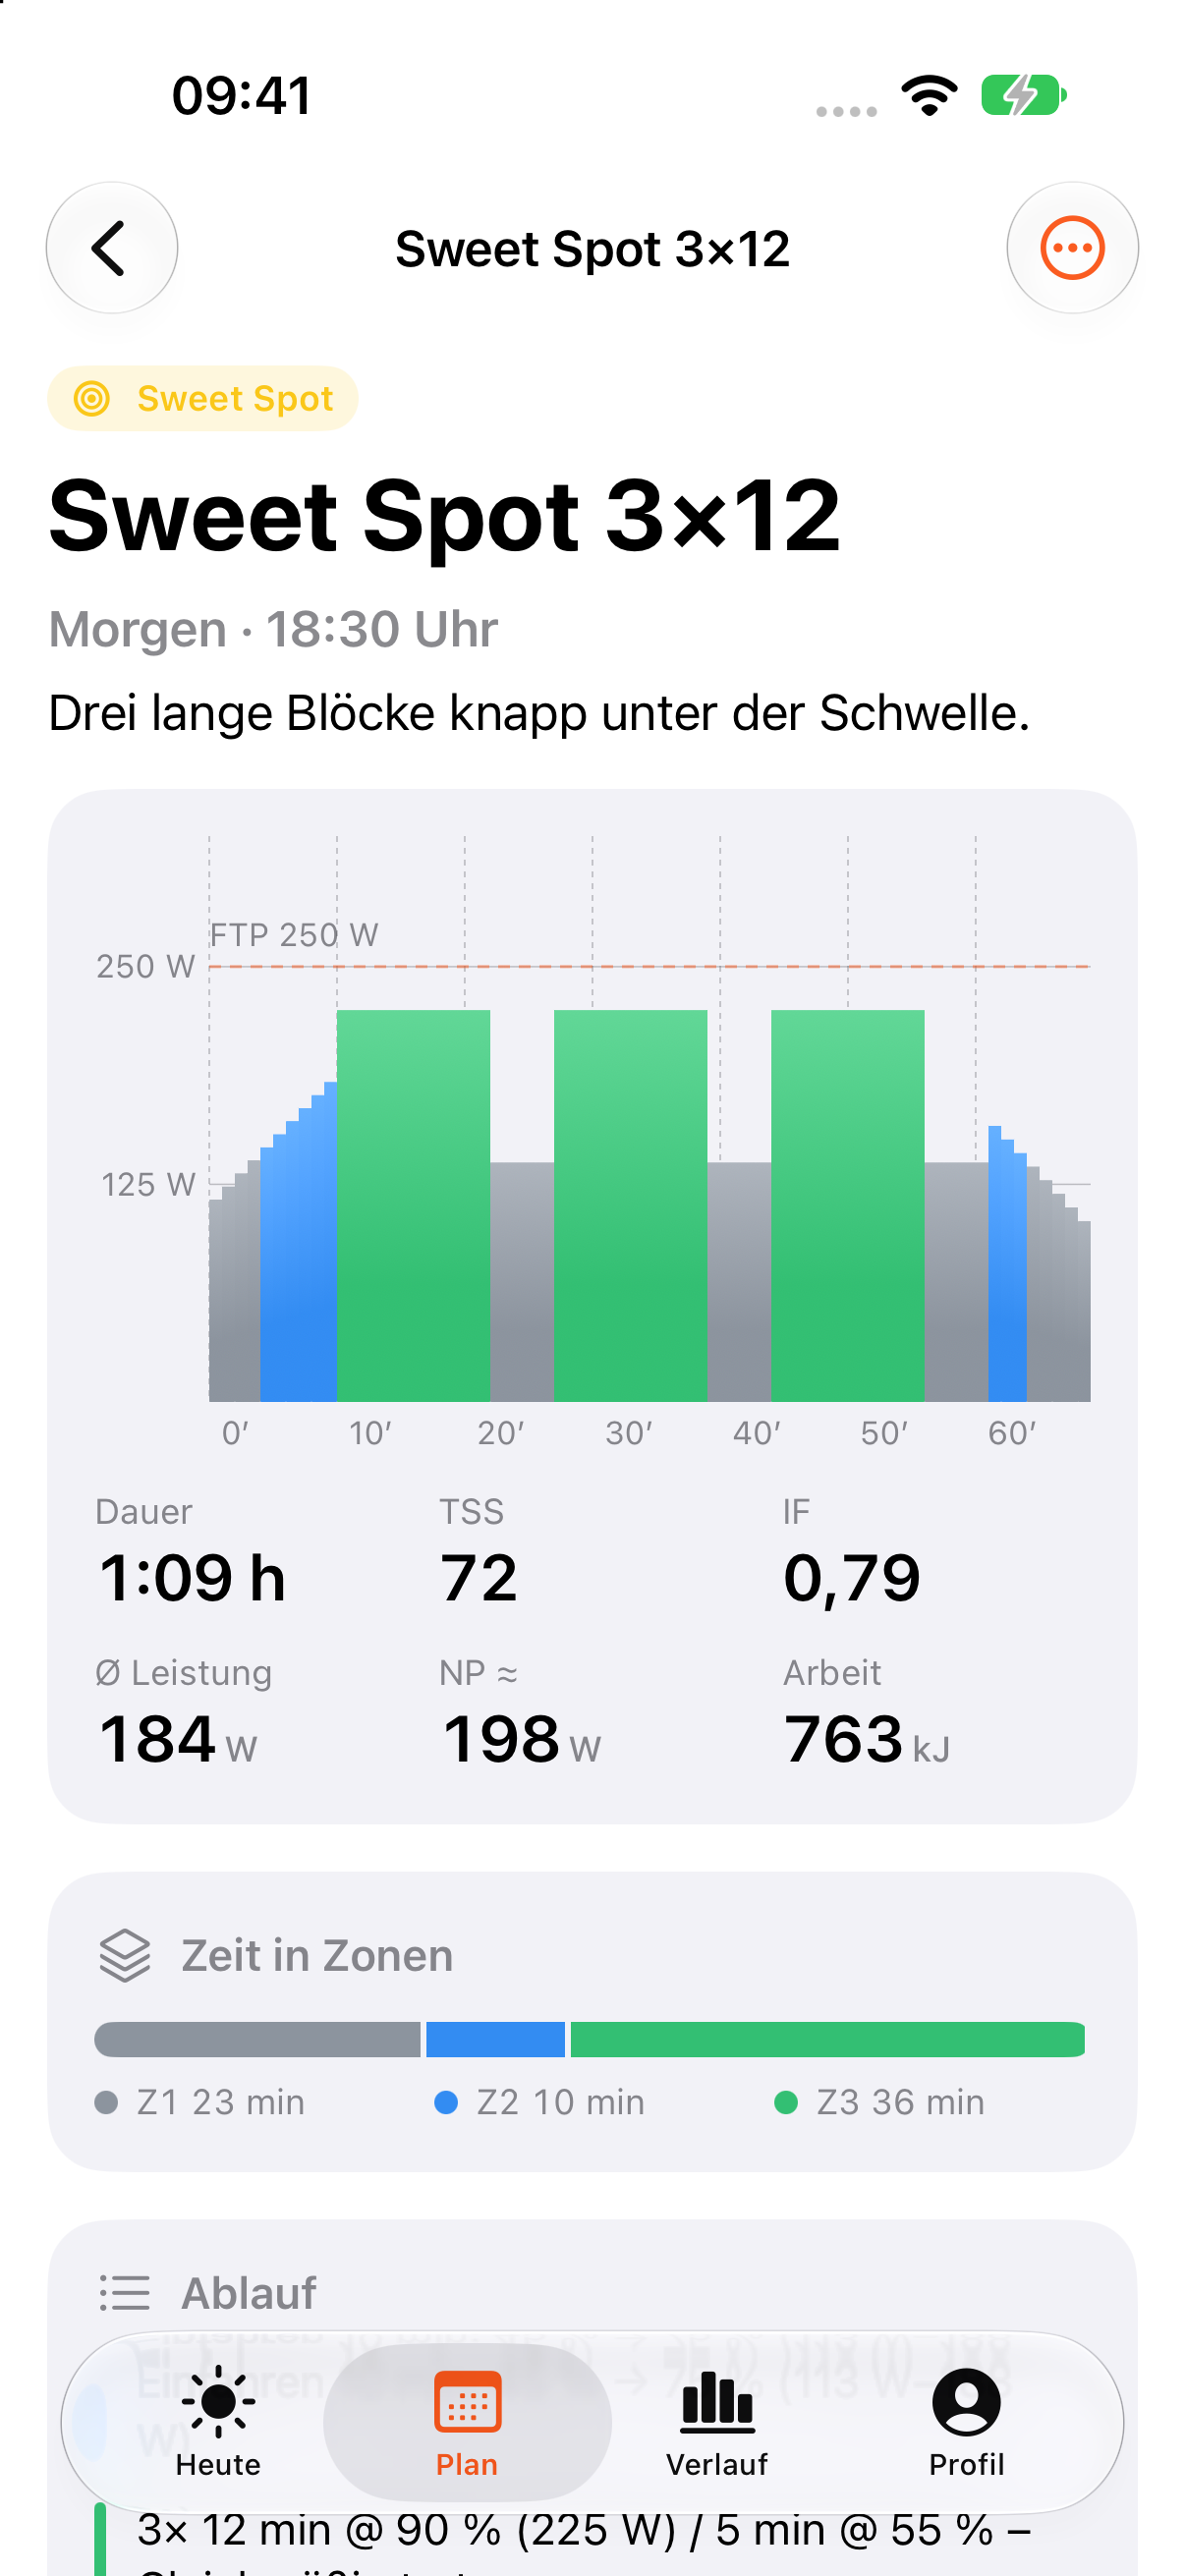 09:41
Sweet Spot 3×12
Sweet Spot
Sweet Spot 3×12
Morgen · 18:30 Uhr
Drei lange Blöcke knapp unter der Schwelle.
FTP 250 W
250 W
125 W
0′ 10′ 20′ 30′ 40′ 50′ 60′
Dauer TSS IF
1:09 h 72 0,79
Ø Leistung NP ≈ Arbeit
184 W 198 W 763 kJ
Zeit in Zonen
Z1 23 min Z2 10 min Z3 36 min
Ablauf
Heute Plan Verlauf Profil
3× 12 min @ 90 % (225 W) / 5 min @ 55 % –